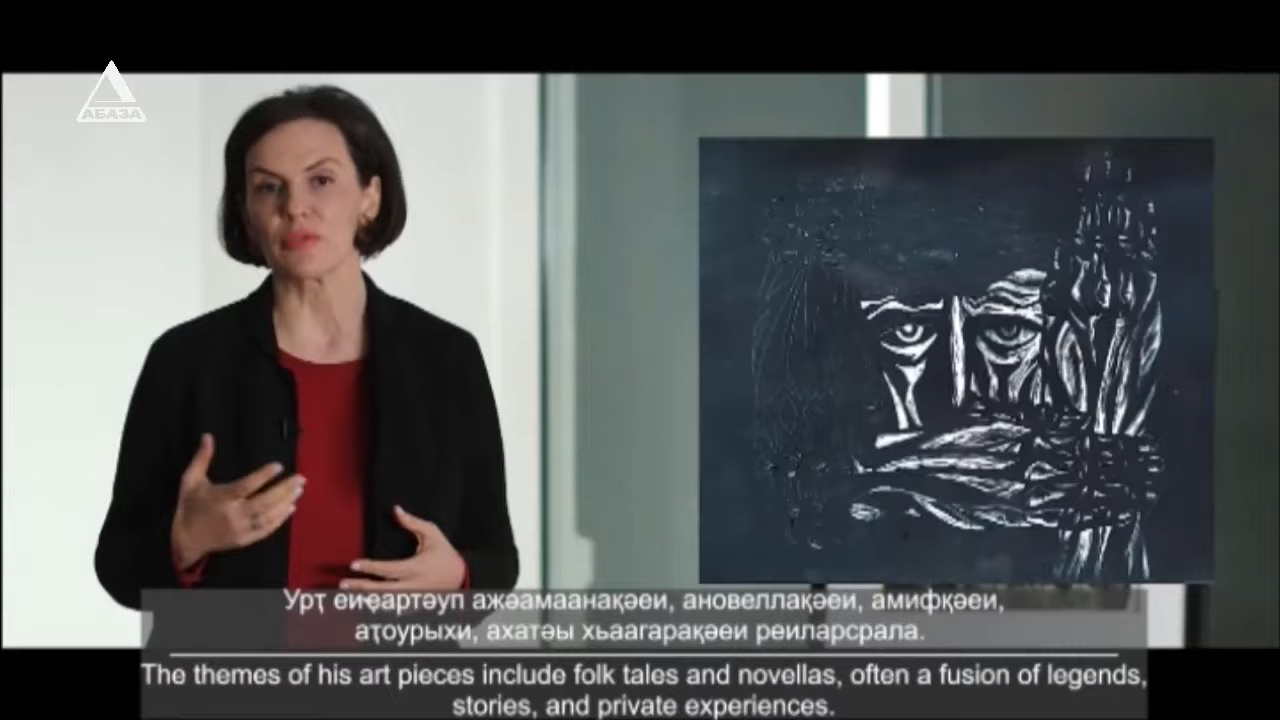 АБАЗА
Урҭ еиҿартәуп ажәамаанақәеи, ановеллақәеи, амифқәеи,
аҭоурыхи, ахатәы хьаагарақәеи реиларсрала.
The themes of his art pieces include folk tales and novellas, often a fusion of legends,
stories, and private experiences.